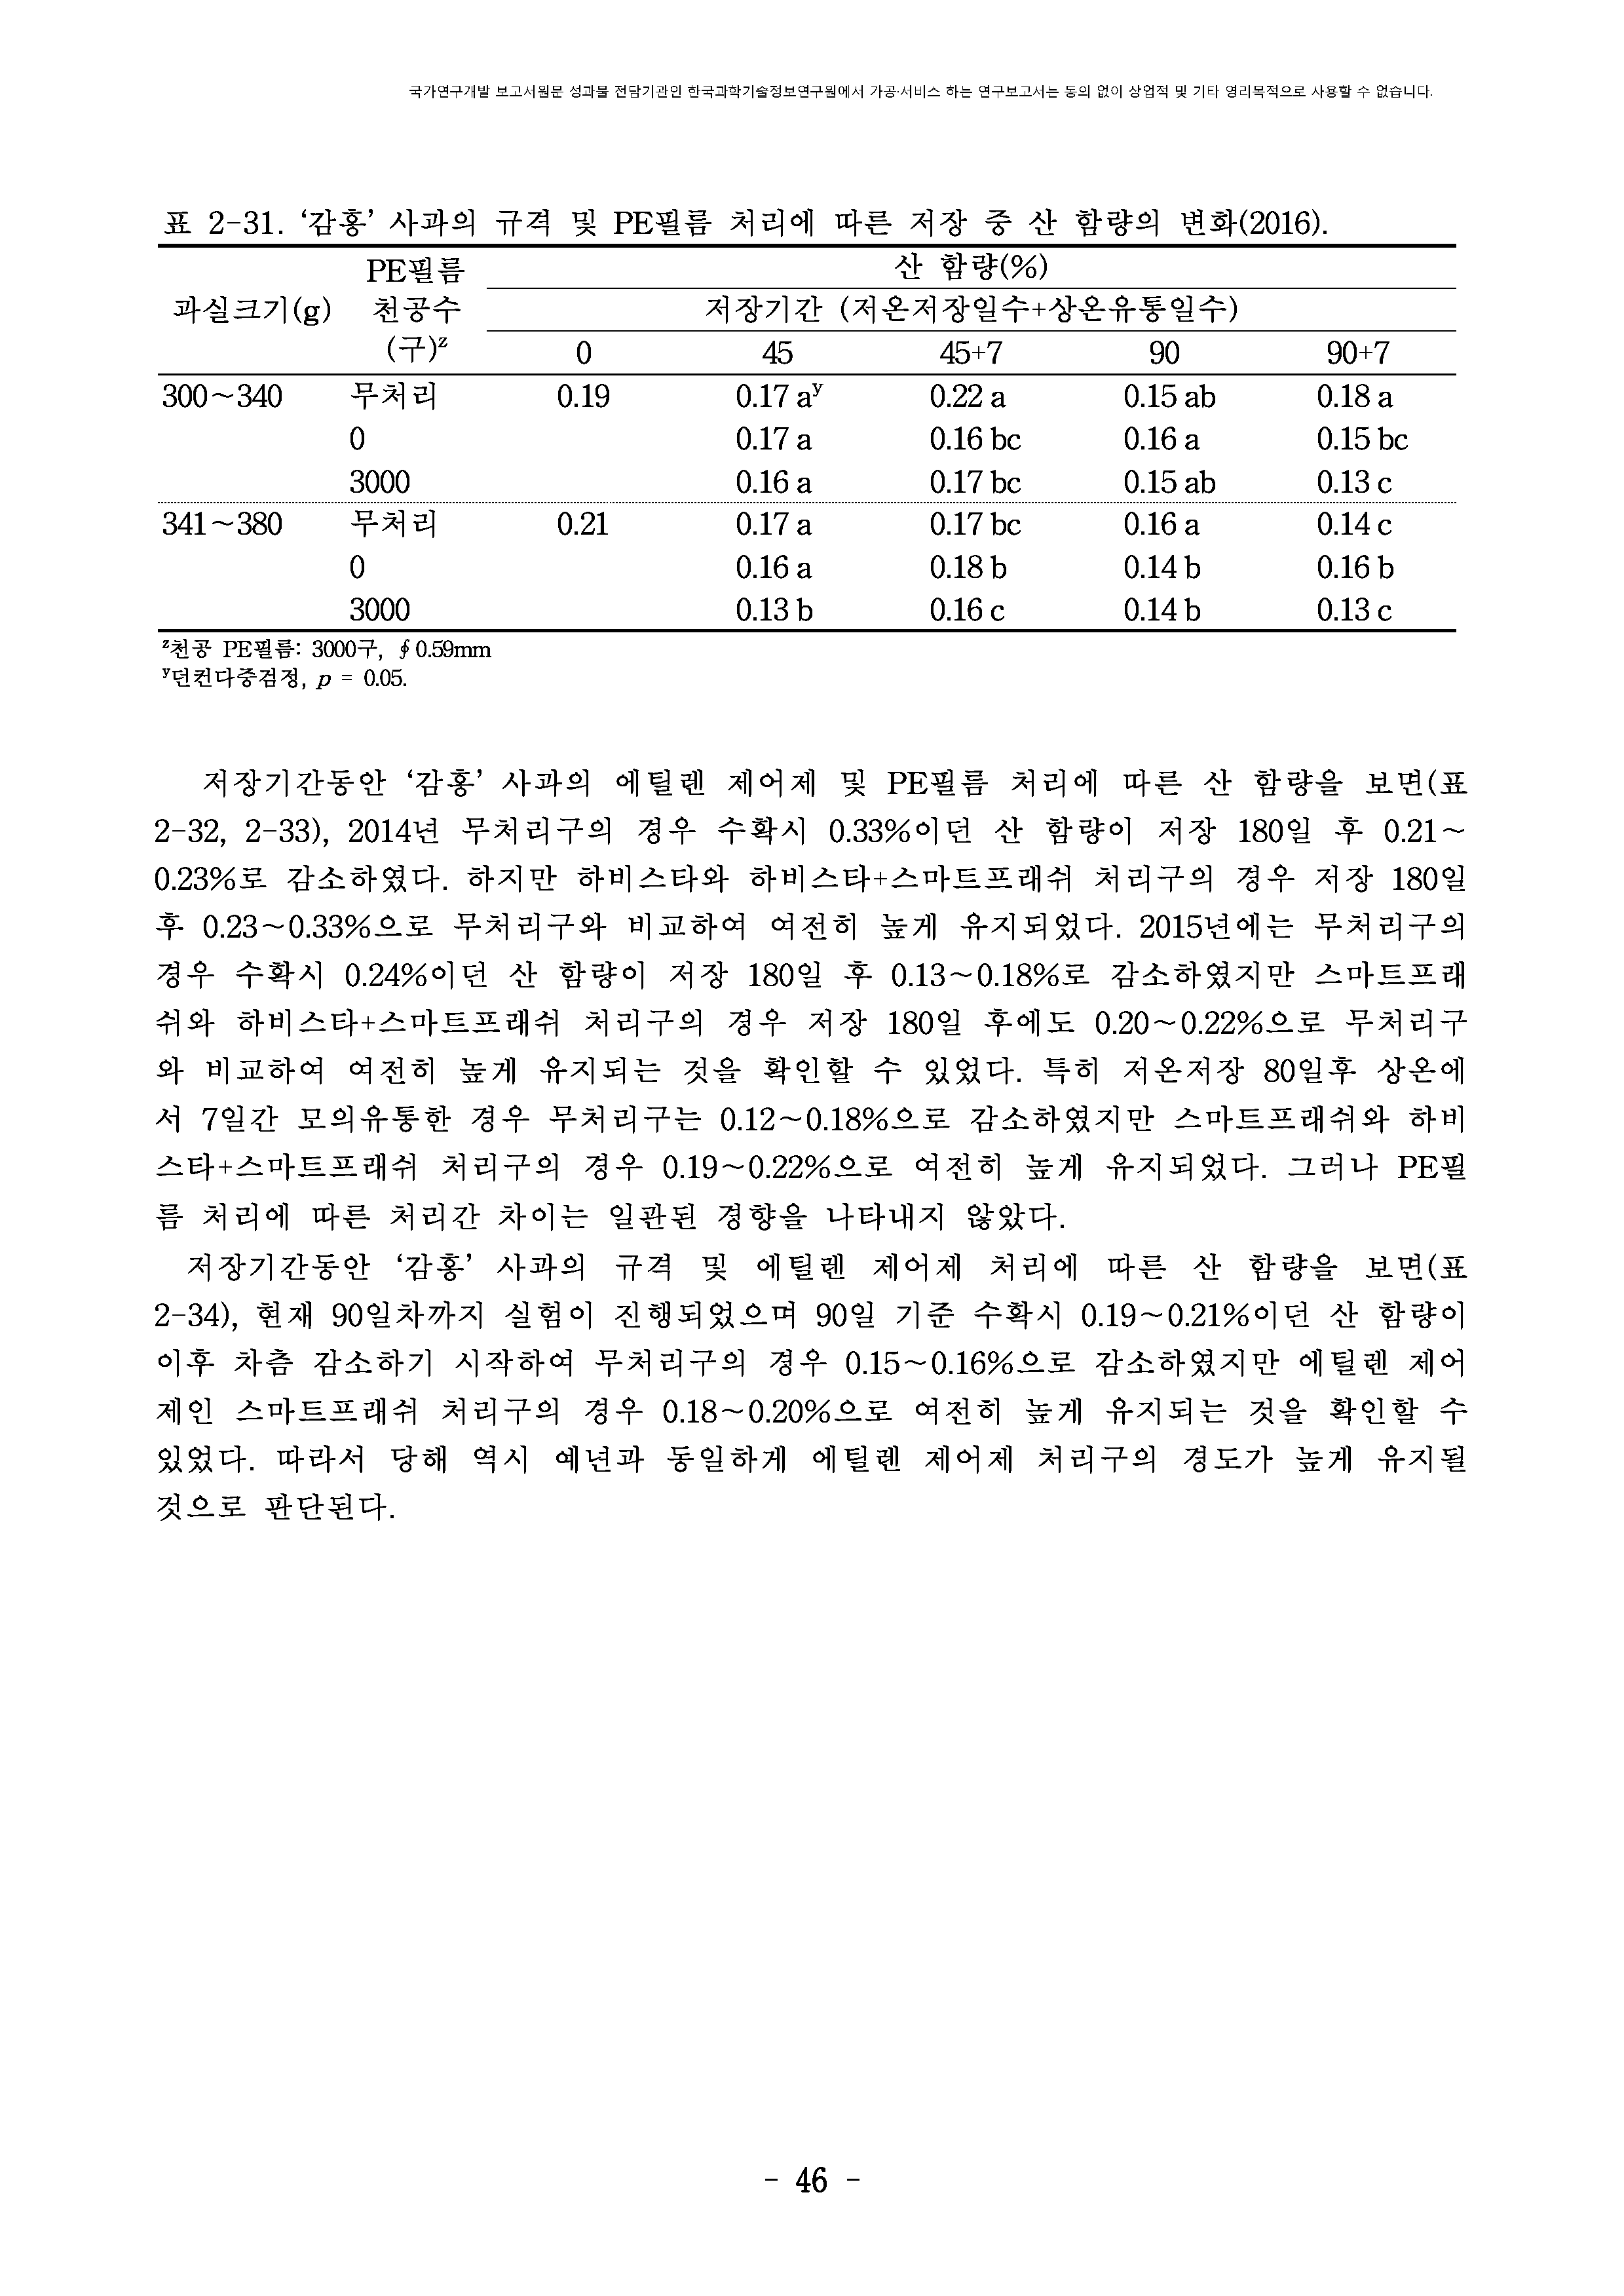 국가연구개발 보고서원문 성과물 전담기관인 한국과학기술정보연구원에서 가공·서비스 하는 연구보고서는 동의 없이 상업적 및 기타 영리목적으로 사용할 수 없습니다.
표 2-31. ‘감홍’ 사과의 규격 및 PE필름 처리에 따른 저장 중 산 함량의 변화(2016).
과실크기(g) PE필름 천공수 (구)ᶻ 산 함량(%)
저장기간 (저온저장일수+상온유통일수)
0 45 45+7 90 90+7
300~340 무처리 0.19 0.17 aʸ 0.22 a 0.15 ab 0.18 a
0 0.17 a 0.16 bc 0.16 a 0.15 bc
3000 0.16 a 0.17 bc 0.15 ab 0.13 c
341~380 무처리 0.21 0.17 a 0.17 bc 0.16 a 0.14 c
0 0.16 a 0.18 b 0.14 b 0.16 b
3000 0.13 b 0.16 c 0.14 b 0.13 c
ᶻ천공 PE필름: 3000구, ∮0.59mm
ʸ던컨다중검정, p = 0.05.
저장기간동안 ‘감홍’ 사과의 에틸렌 제어제 및 PE필름 처리에 따른 산 함량을 보면(표
2-32, 2-33), 2014년 무처리구의 경우 수확시 0.33%이던 산 함량이 저장 180일 후 0.21~
0.23%로 감소하였다. 하지만 하비스타와 하비스타+스마트프래쉬 처리구의 경우 저장 180일
후 0.23~0.33%으로 무처리구와 비교하여 여전히 높게 유지되었다. 2015년에는 무처리구의
경우 수확시 0.24%이던 산 함량이 저장 180일 후 0.13~0.18%로 감소하였지만 스마트프래
쉬와 하비스타+스마트프래쉬 처리구의 경우 저장 180일 후에도 0.20~0.22%으로 무처리구
와 비교하여 여전히 높게 유지되는 것을 확인할 수 있었다. 특히 저온저장 80일후 상온에
서 7일간 모의유통한 경우 무처리구는 0.12~0.18%으로 감소하였지만 스마트프래쉬와 하비
스타+스마트프래쉬 처리구의 경우 0.19~0.22%으로 여전히 높게 유지되었다. 그러나 PE필
름 처리에 따른 처리간 차이는 일관된 경향을 나타내지 않았다.
저장기간동안 ‘감홍’ 사과의 규격 및 에틸렌 제어제 처리에 따른 산 함량을 보면(표
2-34), 현재 90일차까지 실험이 진행되었으며 90일 기준 수확시 0.19~0.21%이던 산 함량이
이후 차츰 감소하기 시작하여 무처리구의 경우 0.15~0.16%으로 감소하였지만 에틸렌 제어
제인 스마트프래쉬 처리구의 경우 0.18~0.20%으로 여전히 높게 유지되는 것을 확인할 수
있었다. 따라서 당해 역시 예년과 동일하게 에틸렌 제어제 처리구의 경도가 높게 유지될
것으로 판단된다.
- 46 -